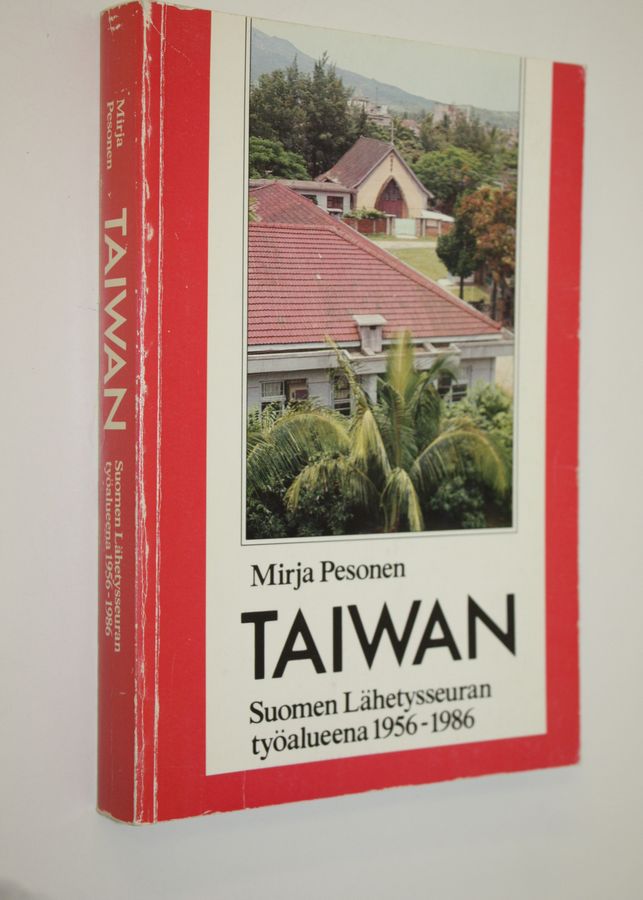 Mirja
Pesonen
TAIWAN
Suomen Lähetysseuran
työalueena 1956-1986
Mirja Pesonen
TAIWAN
Suomen Lähetysseuran
työalueena 1956-1986